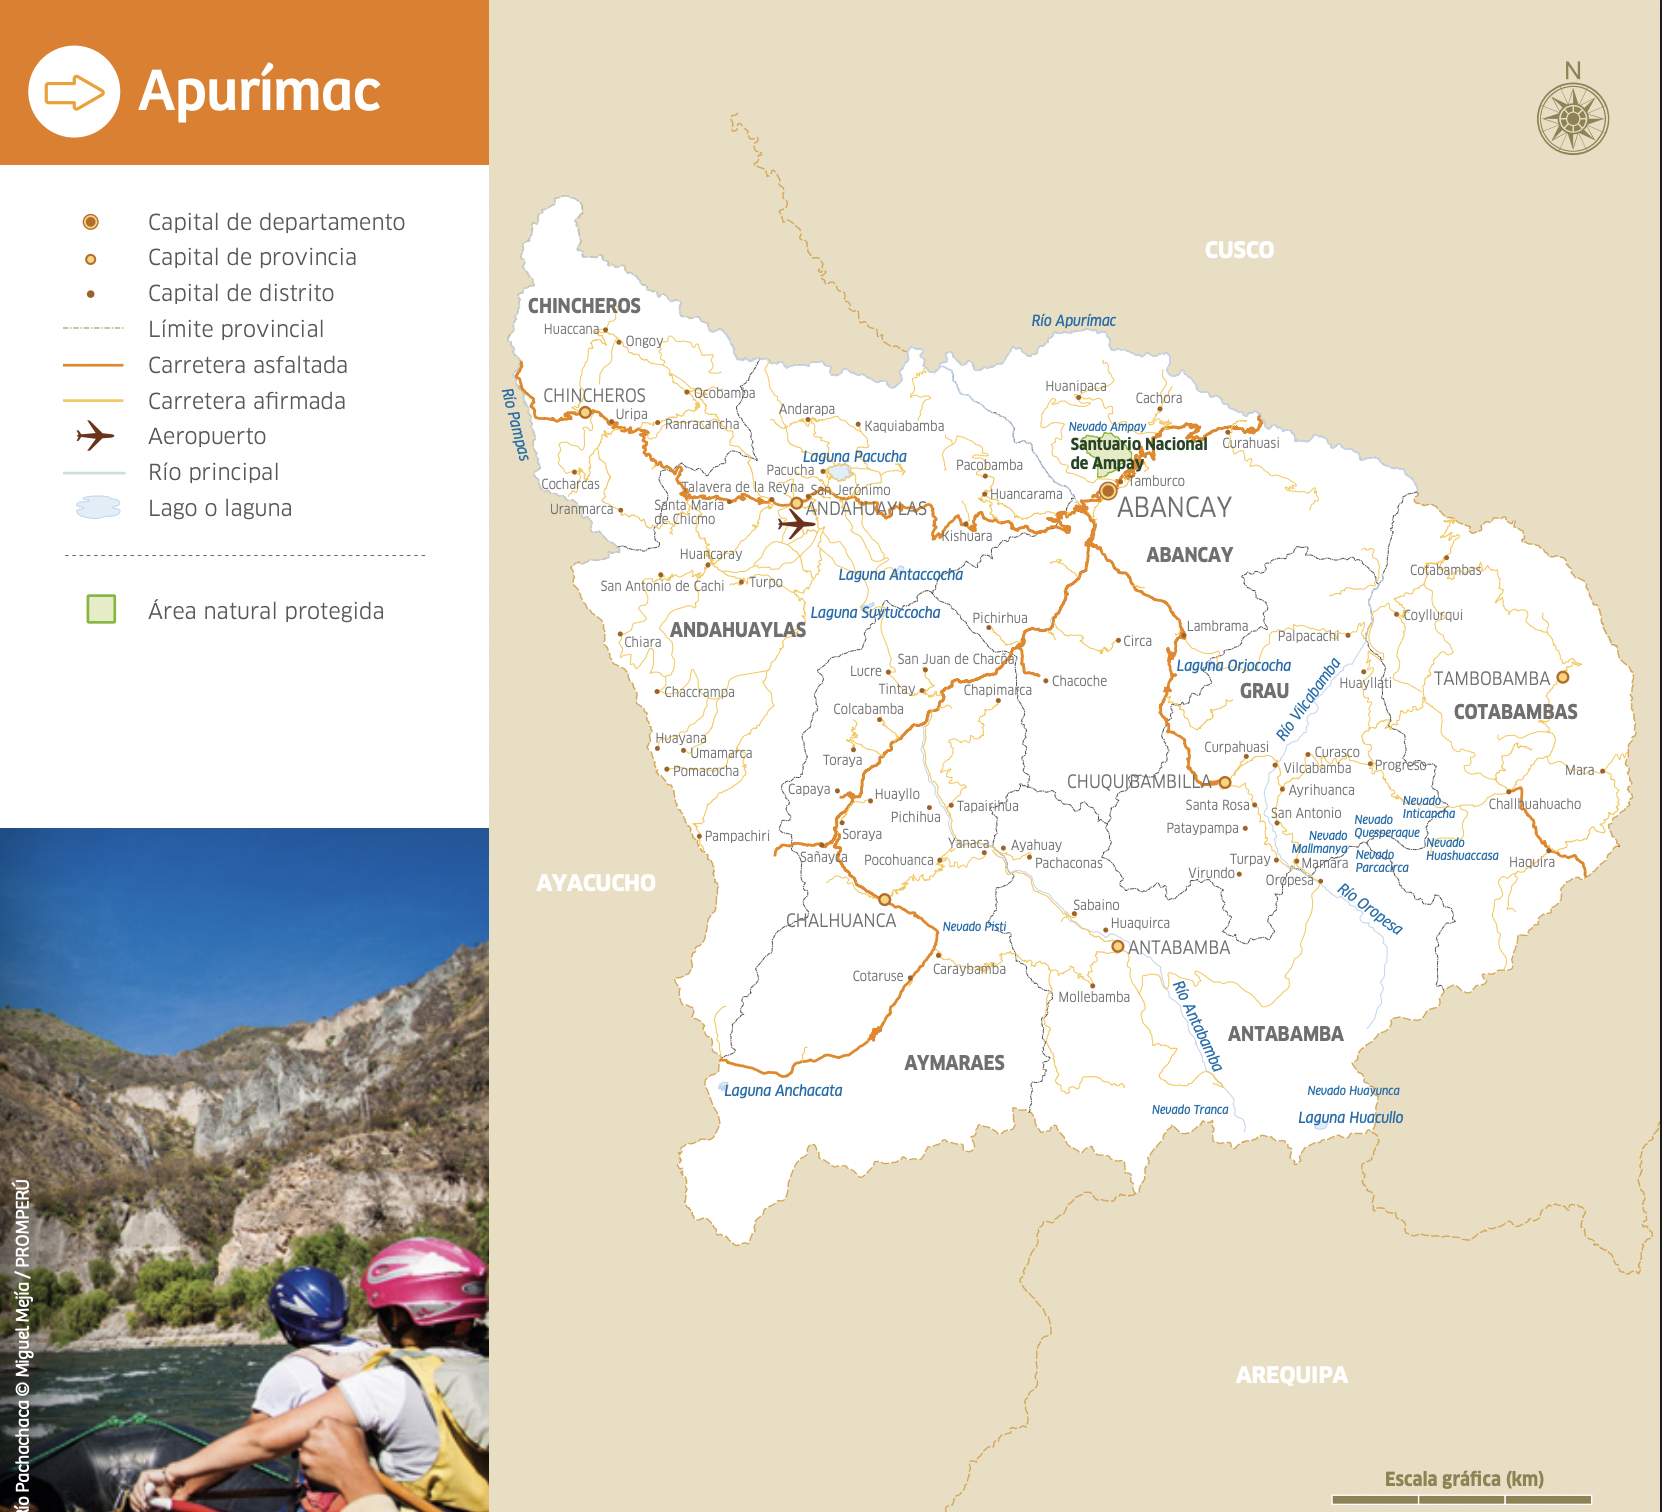 Apurímac
Capital de departamento
Capital de provincia
Capital de distrito
Límite provincial
Carretera asfaltada
Carretera afirmada
Aeropuerto
Río principal
Lago o laguna
Área natural protegida
Río Pachachaca © Miguel Mejía / PROMPERÚ
N
CUSCO
CHINCHEROS
Huaccana
Ongoy
Río Apurímac
Río Pampas
CHINCHEROS
Ocobamba
Uripa
Ranracancha
Andarapa
Kaquiabamba
Huanipaca
Cachora
Nevado Ampay
Santuario Nacional
de Ampay
Curahuasi
Laguna Pacucha
Pacucha
Pacobamba
Cocharcas
Talavera de la Reyna
San Jerónimo
Huancarama
Tamburco
Uranmarca
Santa María
de Chicmo
ANDAHUAYLAS
ABANCAY
Kishuara
Huancaray
ABANCAY
San Antonio de Cachi
Turpo
Laguna Antaccocha
Cotabambas
Laguna Suytuccocha
Pichirhua
Coyllurqui
ANDAHUAYLAS
Chiara
Circa
Lambrama
Palpacachi
San Juan de Chacña
Lucre
Laguna Orjococha
Tintay
Chapimarca
Chacoche
GRAU
Río Vilcabamba
Huayllati
TAMBOBAMBA
Chaccrampa
Colcabamba
COTABAMBAS
Huayana
Umamarca
Pomacocha
Toraya
Curpahuasi
Curasco
Vilcabamba
Progreso
Mara
Capaya
Huayllo
CHUQUIBAMBILLA
Ayrihuanca
Pichihua
Tapairihua
Santa Rosa
San Antonio
Nevado
Inticancha
Challhuahuacho
Pampachiri
Soraya
Pataypampa
Nevado
Quesperaque
Nevado
Mallmanya
Nevado
Huashuaccasa
Sañayca
Pocohuanca
Yanaca
Ayahuay
Pachaconas
Turpay
Mamara
Nevado
Parcacirca
Haquira
Virundo
Oropesa
AYACUCHO
Río Oropesa
CHALHUANCA
Nevado Pisti
Sabaino
Huaquirca
ANTABAMBA
Cotaruse
Caraybamba
Mollebamba
Río Antabamba
ANTABAMBA
AYMARAES
Laguna Anchacata
Nevado Huayunca
Nevado Tranca
Laguna Huacullo
AREQUIPA
Escala gráfica (km)